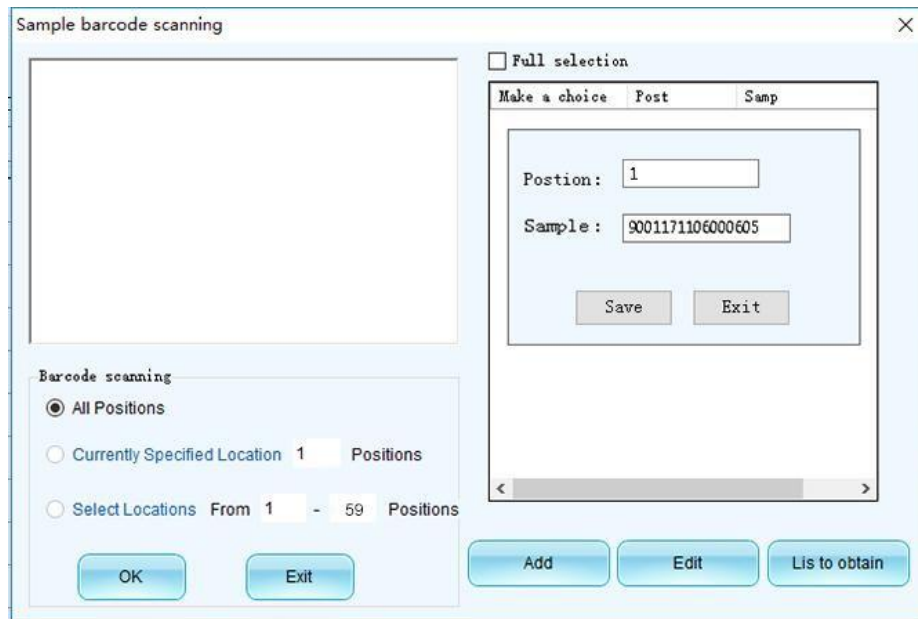 Sample barcode scanning
Full selection
Make a choice Post Samp
Postion: 1
Sample: 9001171106000605
Save Exit
Barcode scanning
All Positions
Currently Specified Location 1 Positions
Select Locations From 1 - 59 Positions
OK Exit
Add Edit Lis to obtain